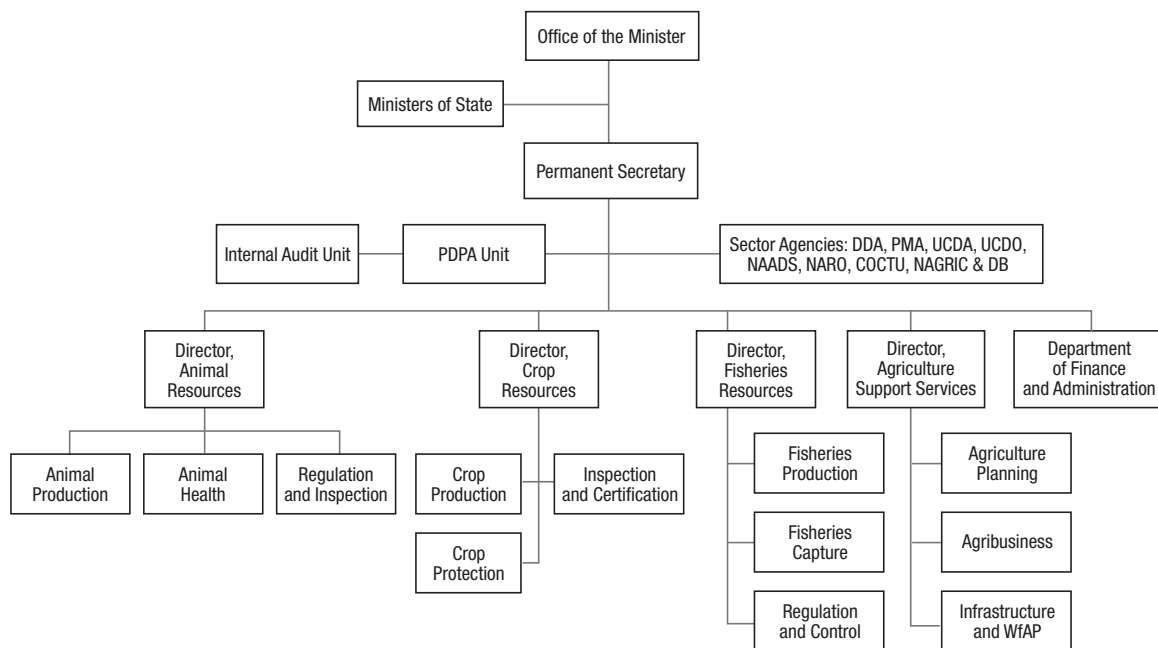 Office of the Minister
Ministers of State
Permanent Secretary
Internal Audit Unit
PDPA Unit
Sector Agencies: DDA, PMA, UCDA, UCDO,
NAADS, NARO, COCTU, NAGRIC & DB
Director,
Animal
Resources
Director,
Crop
Resources
Director,
Fisheries
Resources
Director,
Agriculture
Support Services
Department
of Finance
and Administration
Animal
Production
Animal
Health
Regulation
and Inspection
Crop
Production
Inspection
and Certification
Crop
Protection
Fisheries
Production
Fisheries
Capture
Regulation
and Control
Agriculture
Planning
Agribusiness
Infrastructure
and WfAP